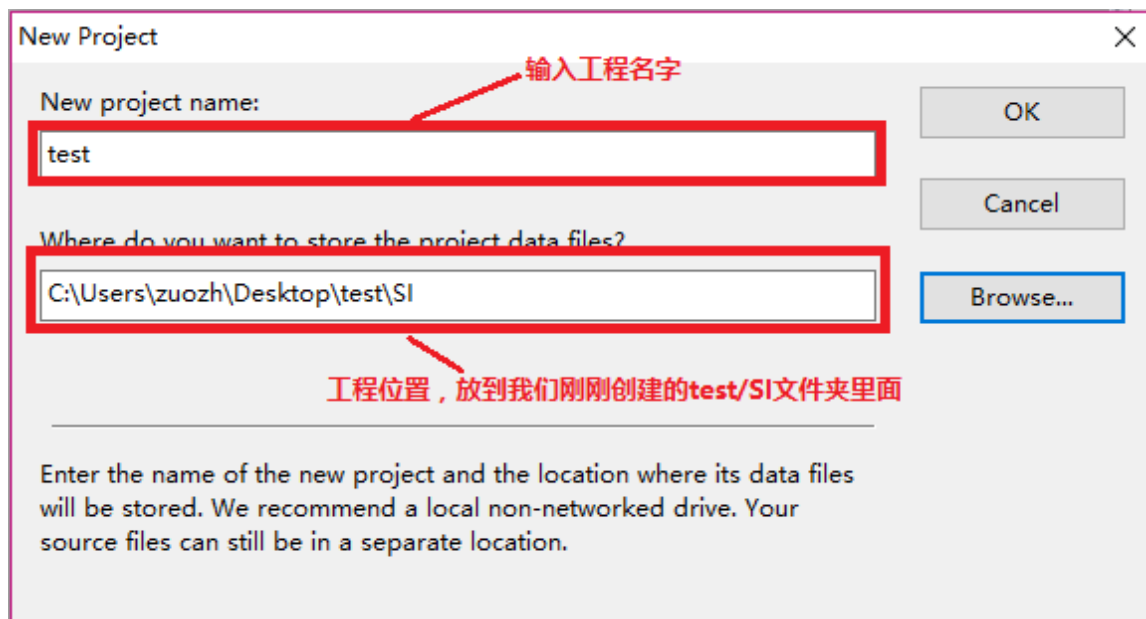 New Project
输入工程名字
New project name:
OK
test
Cancel
Where do you want to store the project data files?
C:\Users\zuozh\Desktop\test\SI
Browse...
工程位置，放到我们刚刚创建的test/SI文件夹里面
Enter the name of the new project and the location where its data files
will be stored. We recommend a local non-networked drive. Your
source files can still be in a separate location.